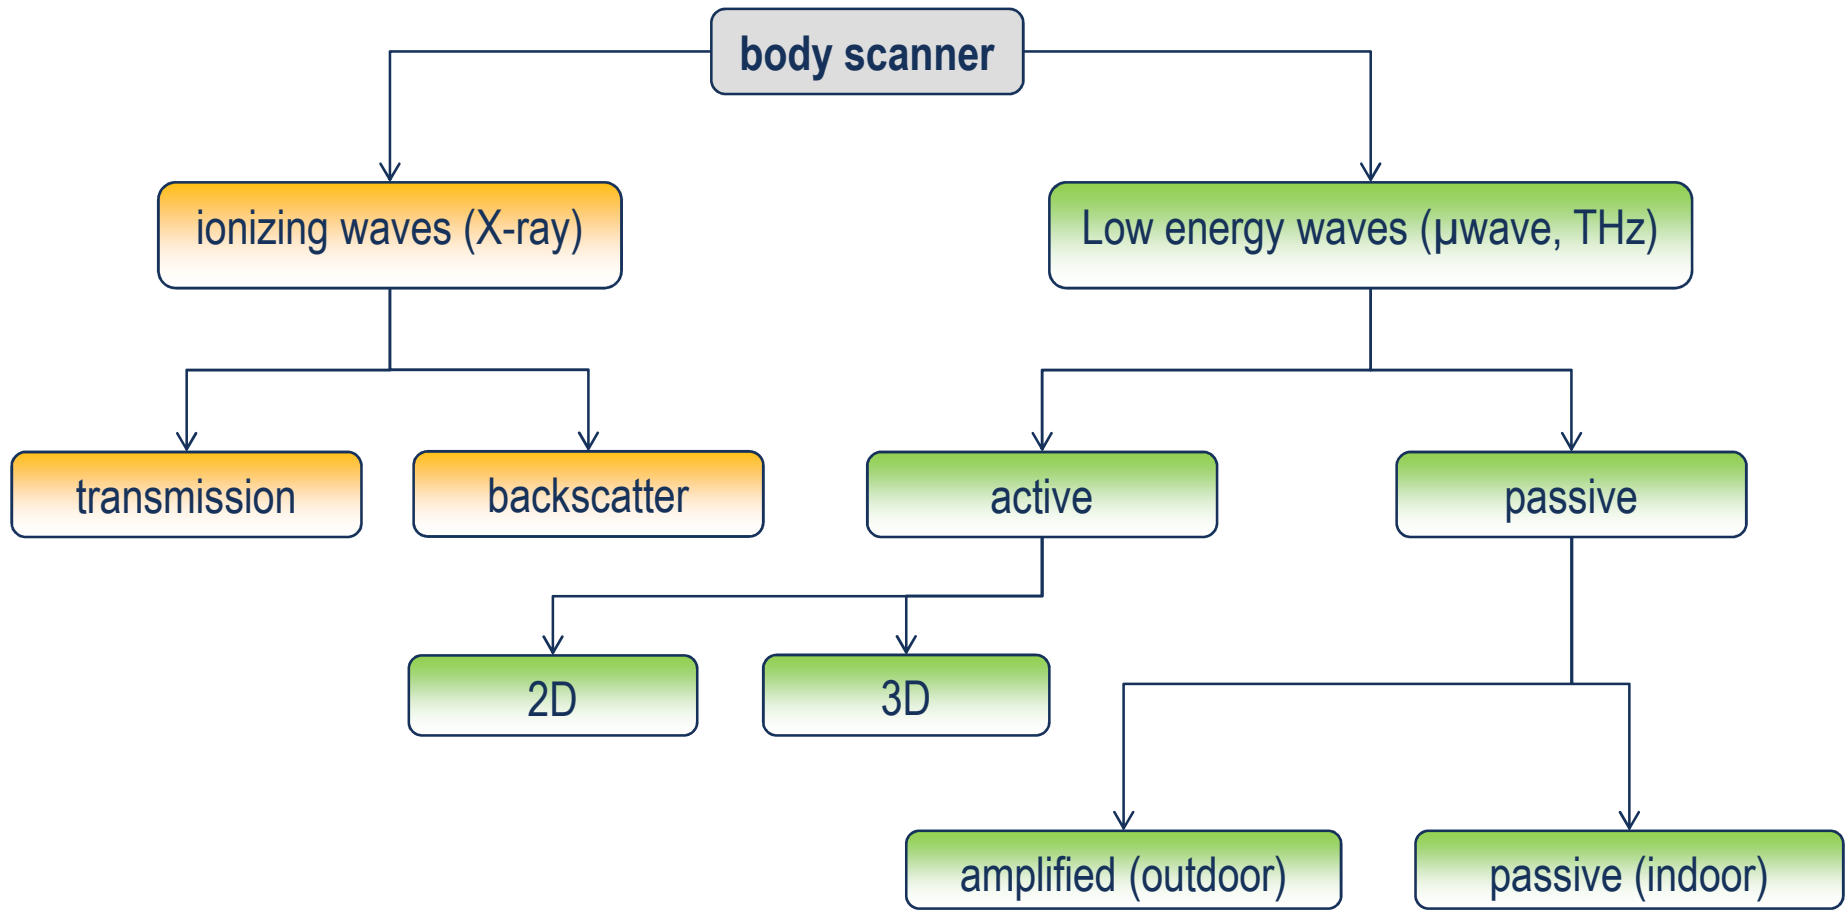 body scanner
ionizing waves (X-ray)
Low energy waves (µwave, THz)
transmission
backscatter
active
passive
2D
3D
amplified (outdoor)
passive (indoor)